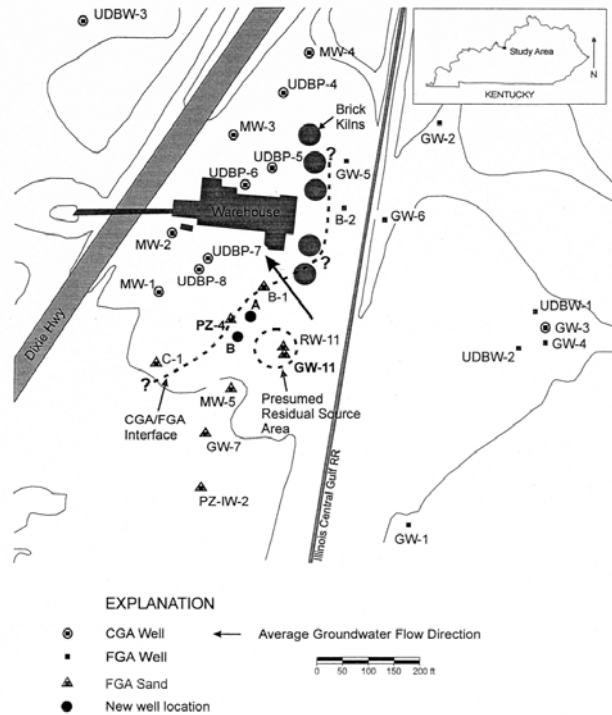 UDBW-3
MW-4
Study Area
N
KENTUCKY
UDBP-4
Brick
Kilns
MW-3
GW-2
?
UDBP-5
GW-5
UDBP-6
B-2
Warehouse
GW-6
MW-2
UDBP-7
?
?
UDBP-8
MW-1
B-1
A
UDBW-1
PZ-4
GW-3
B
RW-11
GW-4
UDBW-2
C-1
GW-11
Dixie Hwy
?
MW-5
Presumed
Residual Source
Area
CGA/FGA
Interface
GW-7
Illinois Central Gulf RR
PZ-IW-2
GW-1
EXPLANATION
CGA Well
Average Groundwater Flow Direction
FGA Well
FGA Sand
0 50 100 150 200 ft
New well location